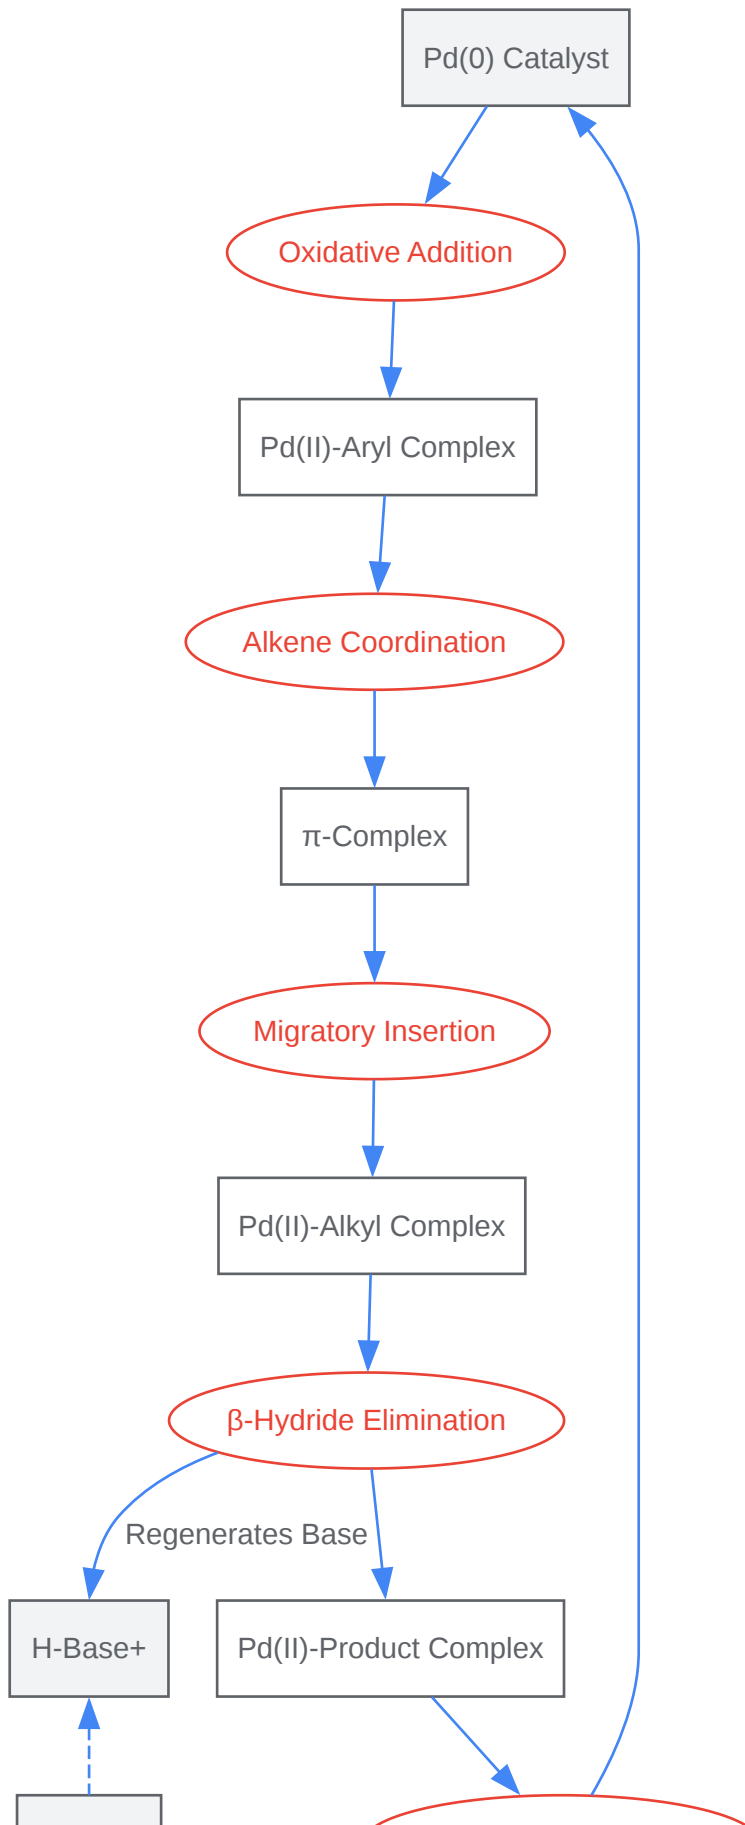 Pd(0) Catalyst
Oxidative Addition
Pd(II)-Aryl Complex
Alkene Coordination
π-Complex
Migratory Insertion
Pd(II)-Alkyl Complex
β-Hydride Elimination
Regenerates Base
H-Base+
Pd(II)-Product Complex